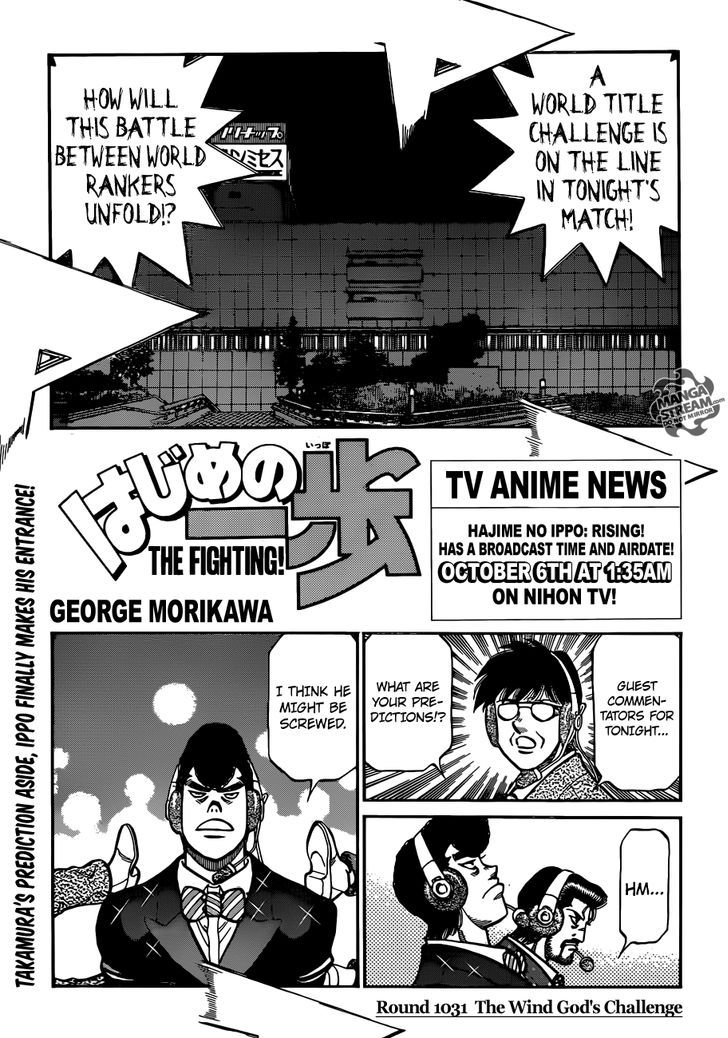 A
WORLD TITLE
CHALLENGE IS
ON THE LINE
IN TONIGHT'S
MATCH!
HOW WILL
THIS BATTLE
BETWEEN WORLD
RANKERS
UNFOLD!?
MANGA
STREAM.com
はじめの一歩
いっぽ
THE FIGHTING!
GEORGE MORIKAWA
TV ANIME NEWS
HAJIME NO IPPO: RISING!
HAS A BROADCAST TIME AND AIRDATE!
OCTOBER 6TH AT 1:35AM
ON NIHON TV!
TAKAMURA'S PREDICTION ASIDE, IPPO FINALLY MAKES HIS ENTRANCE!
GUEST
COMMEN-
TATORS FOR
TONIGHT...
WHAT ARE
YOUR PRE-
DICTIONS!?
HM...
I THINK HE
MIGHT BE
SCREWED.
Round 1031 The Wind God's Challenge